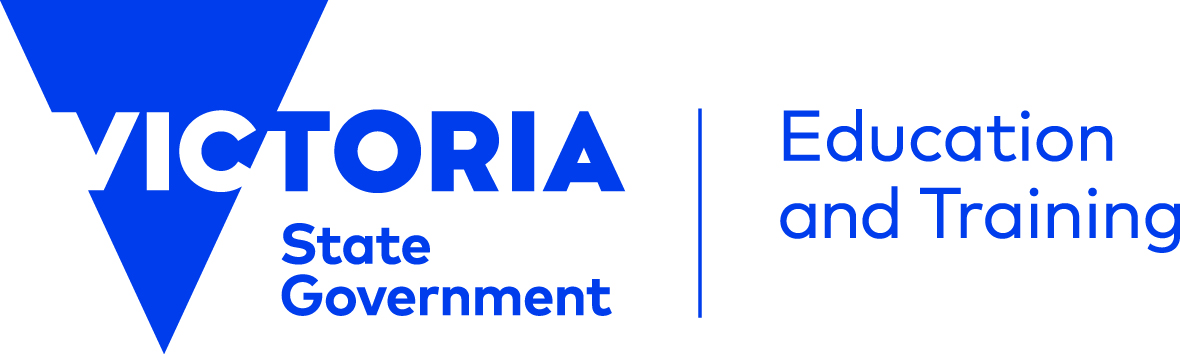 VICTORIA
State
Government
Education
and Training